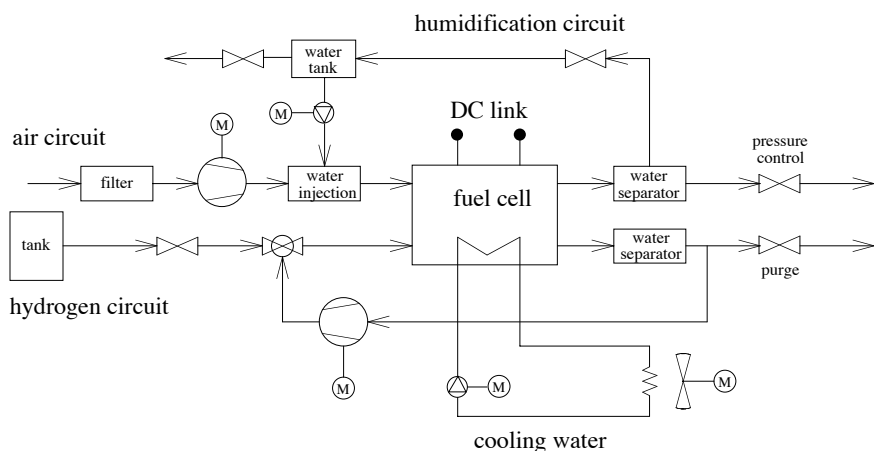 humidification circuit
water
tank
M
DC link
air circuit
M
pressure
control
filter
water
injection
fuel cell
water
separator
tank
water
separator
purge
hydrogen circuit
M
M
M
cooling water